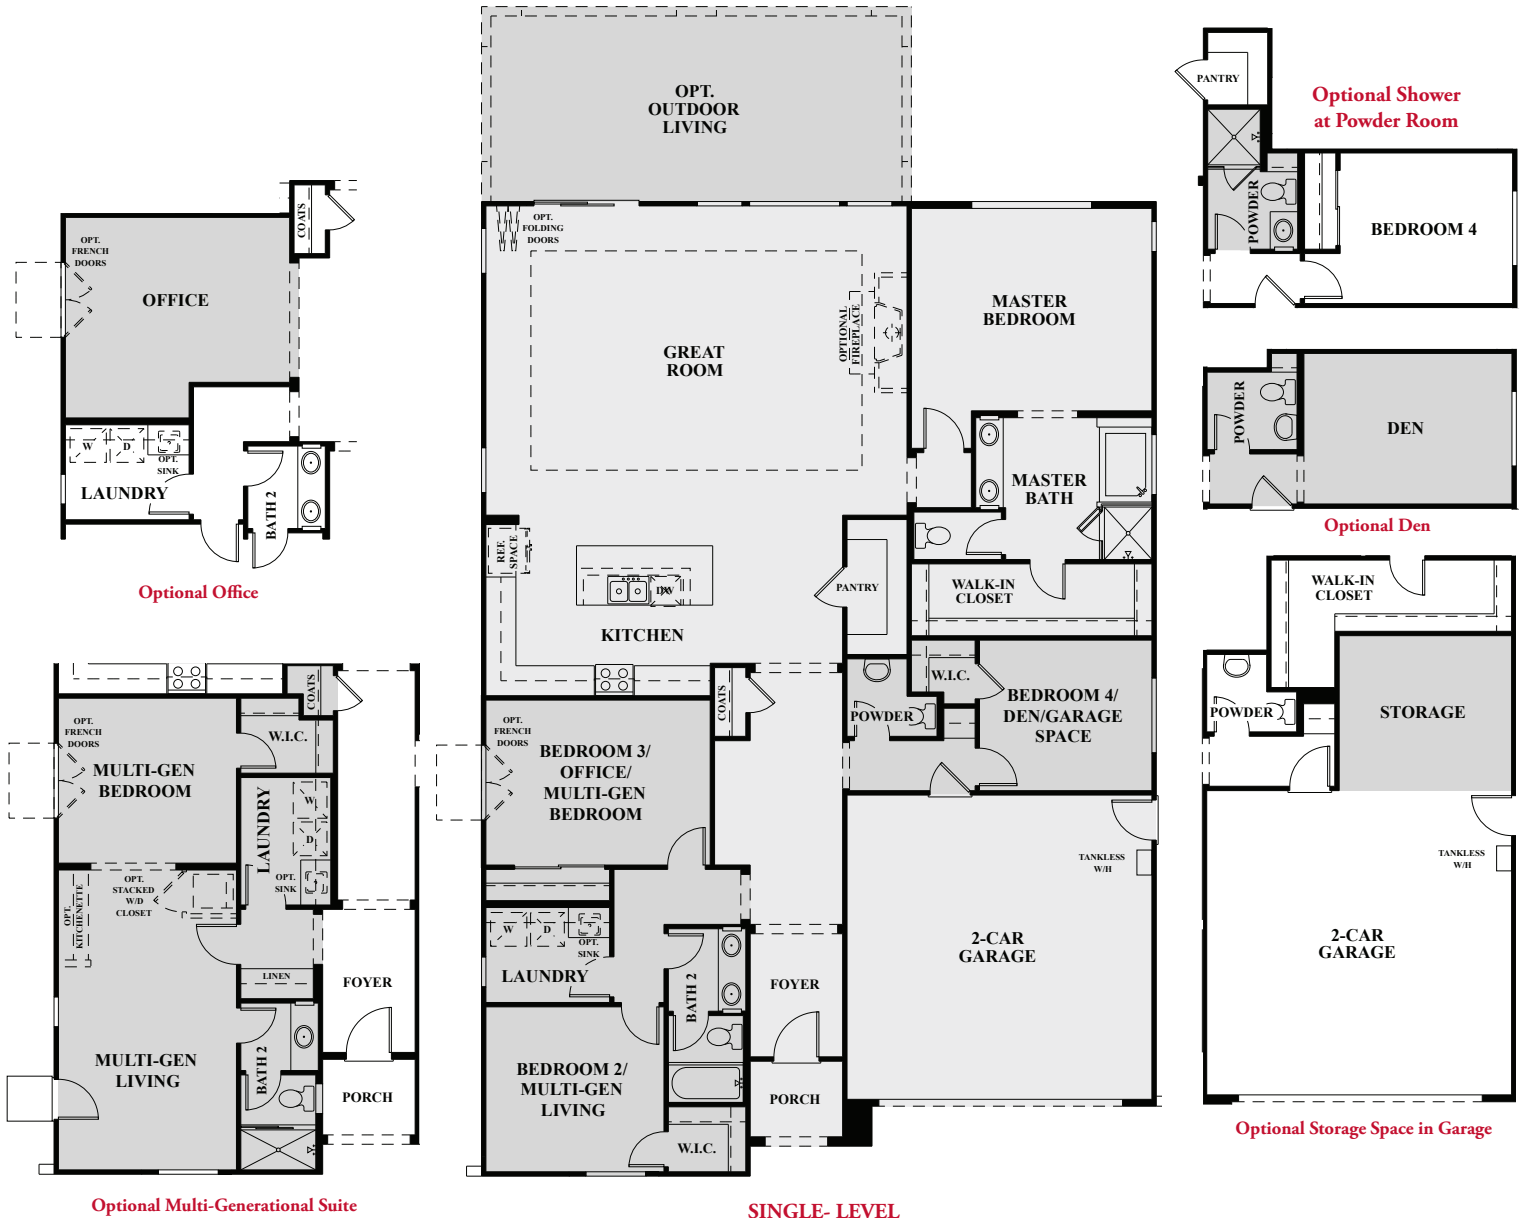 OPT.
OUTDOOR
LIVING
OPT.
FOLDING
DOORS
GREAT
ROOM
OPTIONAL
FIREPLACE
MASTER
BEDROOM
MASTER
BATH
WALK-IN
CLOSET
REF.
SPACE
DW
KITCHEN
PANTRY
COATS
POWDER
W.I.C.
BEDROOM 4/
DEN/GARAGE
SPACE
OPT.
FRENCH
DOORS
BEDROOM 3/
OFFICE/
MULTI-GEN
BEDROOM
W
D
OPT.
SINK
LAUNDRY
BATH 2
FOYER
BEDROOM 2/
MULTI-GEN
LIVING
W.I.C.
PORCH
TANKLESS
W/H
2-CAR
GARAGE
SINGLE- LEVEL
COATS
OPT.
FRENCH
DOORS
OFFICE
W
D
OPT.
SINK
LAUNDRY
BATH 2
Optional Office
COATS
OPT.
FRENCH
DOORS
W.I.C.
MULTI-GEN
BEDROOM
LAUNDRY
W
D
OPT.
SINK
OPT.
STACKED
W/D
CLOSET
OPT.
KITCHENETTE
LINEN
FOYER
MULTI-GEN
LIVING
BATH 2
PORCH
Optional Multi-Generational Suite
PANTRY
Optional Shower
at Powder Room
POWDER
BEDROOM 4
POWDER
DEN
Optional Den
WALK-IN
CLOSET
POWDER
STORAGE
TANKLESS
W/H
2-CAR
GARAGE
Optional Storage Space in Garage